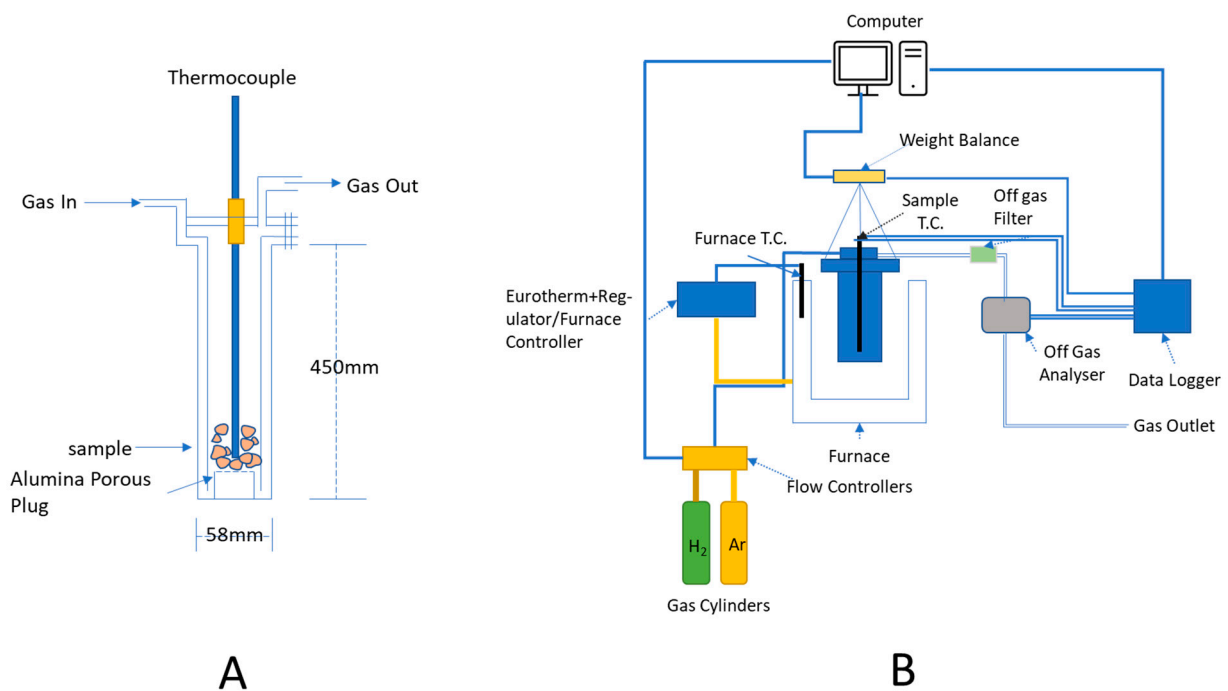 Thermocouple
Gas In
Gas Out
450mm
sample
Alumina Porous
Plug
58mm
A
Computer
Weight Balance
Sample
T.C.
Off gas
Filter
Furnace T.C.
Eurotherm+Reg-
ulator/Furnace
Controller
Off Gas
Analyser
Data Logger
Gas Outlet
Furnace
Flow Controllers
H₂
Ar
Gas Cylinders
B